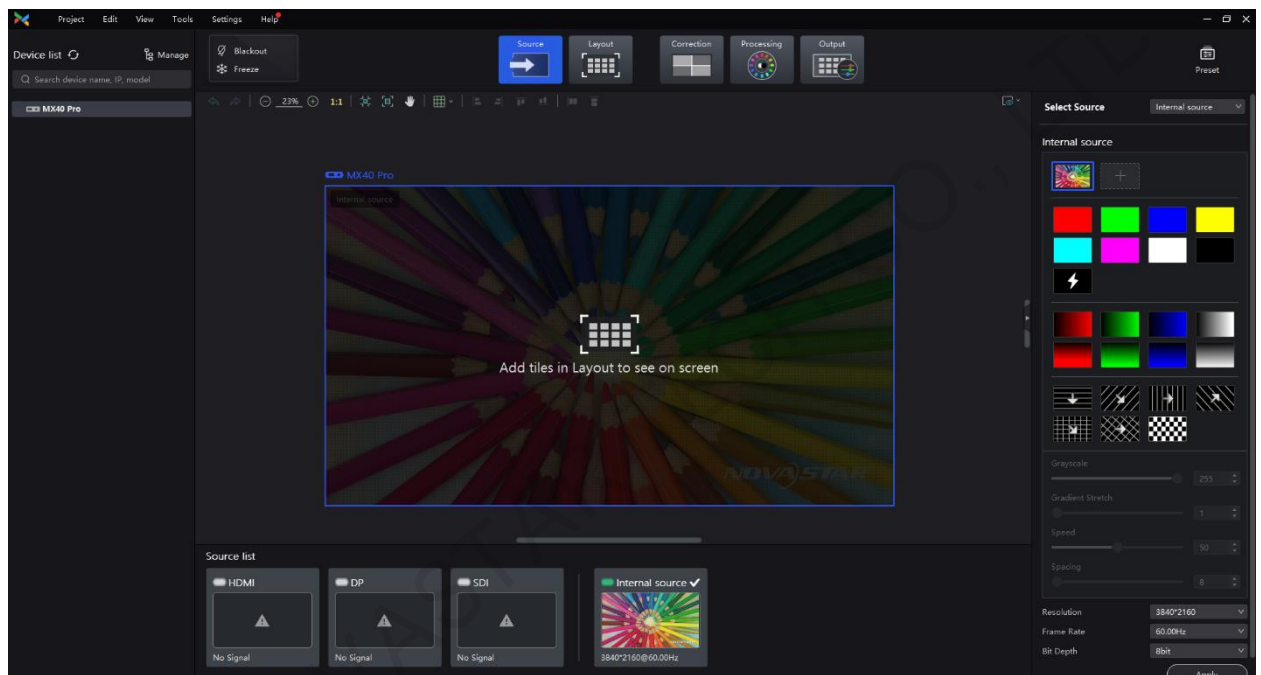 Project Edit View Tools Settings Help
Device list
Manage
Search device name, IP, model
MX40 Pro
Blackout
Freeze
Source
Layout
Correction
Processing
Output
Preset
23%
1:1
MX40 Pro
Internal source
Add tiles in Layout to see on screen
NOVASTAR
Source list
HDMI
No Signal
DP
No Signal
SDI
No Signal
Internal source
3840*2160@60.00Hz
Select Source Internal source
Internal source
Grayscale
255
Gradient Stretch
1
Speed
50
Spacing
8
Resolution 3840*2160
Frame Rate 60.00Hz
Bit Depth 8bit
Apply